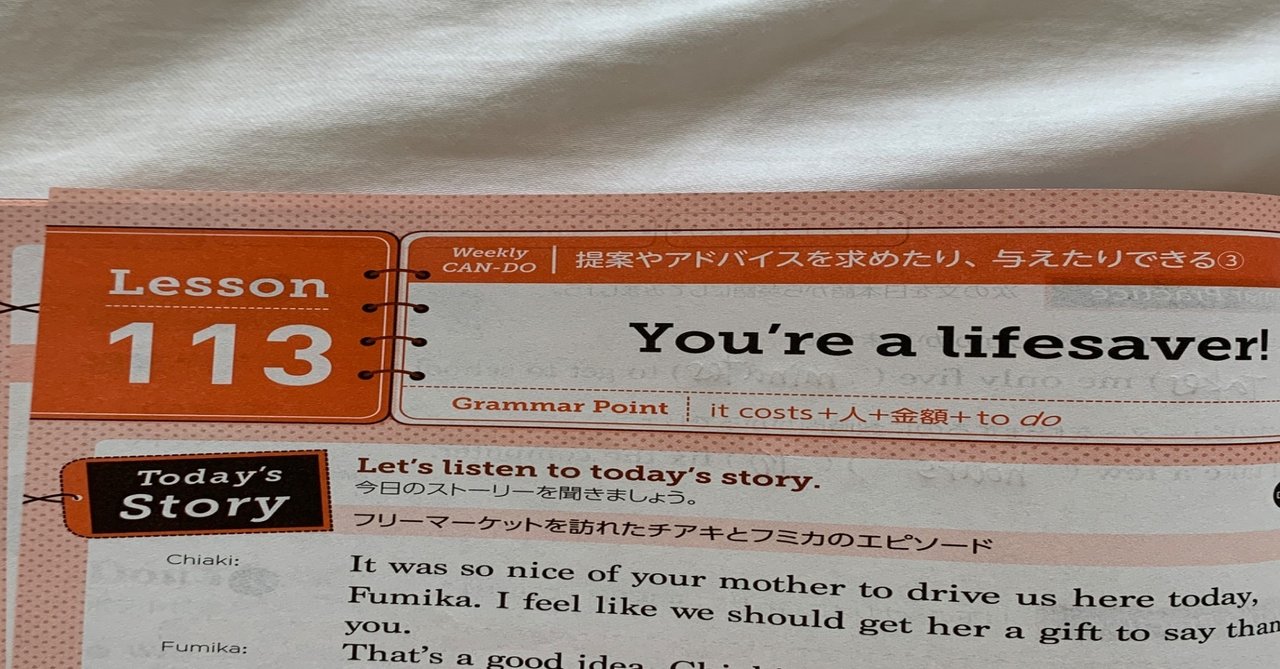 Lesson
113
Weekly
CAN-DO
提案やアドバイスを求めたり、与えたりできる③
You're a lifesaver!
Grammar Point
it costs+人+金額+to do
Today's
Story
Let's listen to today's story.
今日のストーリーを聞きましょう。
フリーマーケットを訪れたチアキとフミカのエピソード
Chiaki:
It was so nice of your mother to drive us here today,
Fumika. I feel like we should get her a gift to say than
you.
Fumika:
That's a good idea,